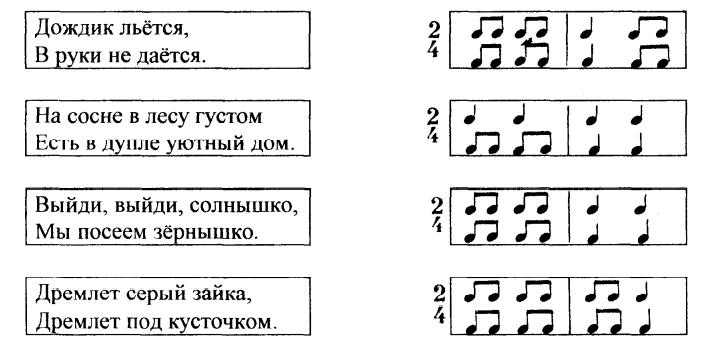 Дождик льётся,
В руки не даётся.
2
4
На сосне в лесу густом
Есть в дупле уютный дом.
2
4
Выйди, выйди, солнышко,
Мы посеем зёрнышко.
2
4
Дремлет серый зайка,
Дремлет под кусточком.
2
4